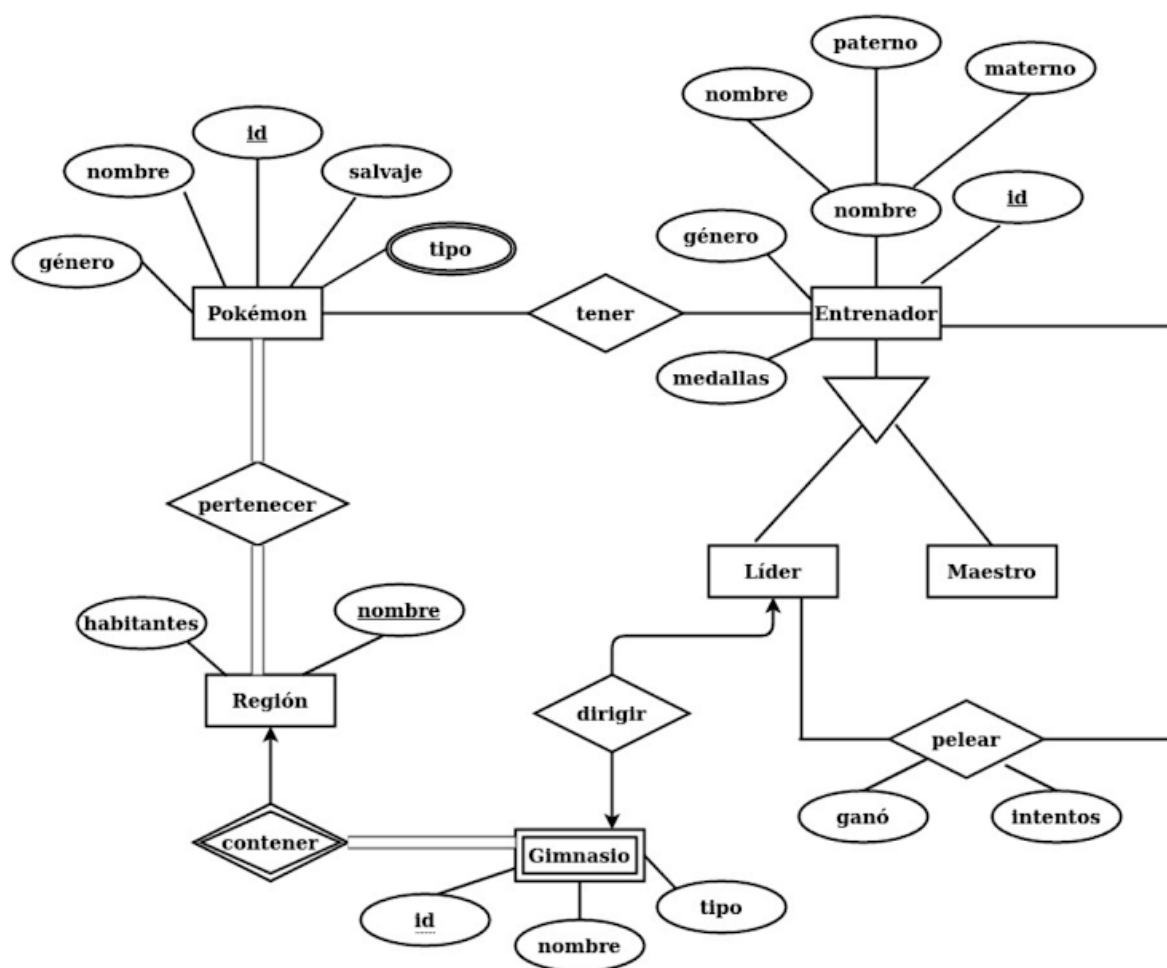 paterno
materno
nombre
id
nombre
salvaje
id
nombre
género
tipo
género
Pokémon
tener
Entrenador
medallas
pertenecer
Líder
Maestro
nombre
habitantes
Región
dirigir
pelear
ganó
intentos
contener
Gimnasio
id
tipo
nombre